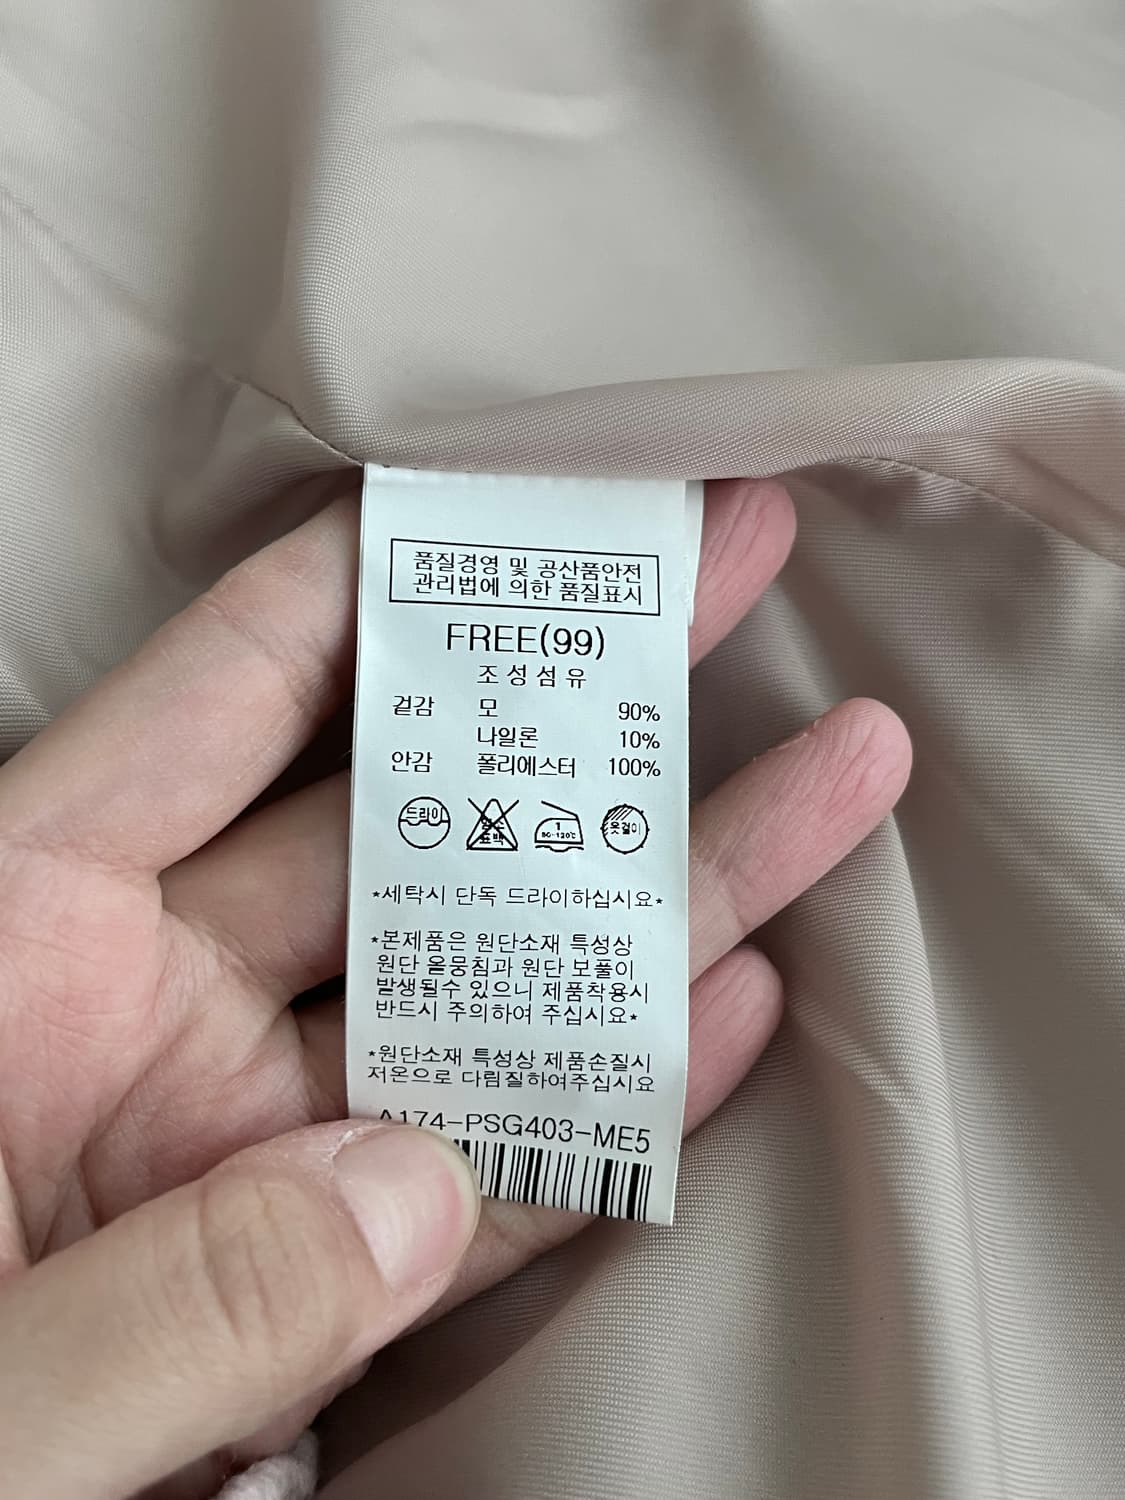 품질경영 및 공산품안전
관리법에 의한 품질표시
FREE(99)
조성섬유
겉감 모 90%
나일론 10%
안감 폴리에스터 100%
드라이
염소
표백
1
80~120℃
옷걸이
*세탁시 단독 드라이하십시요*
*본제품은 원단소재 특성상
원단 올뭉침과 원단 보풀이
발생될수 있으니 제품착용시
반드시 주의하여 주십시요*
*원단소재 특성상 제품손질시
저온으로 다림질하여주십시요
A174-PSG403-ME5